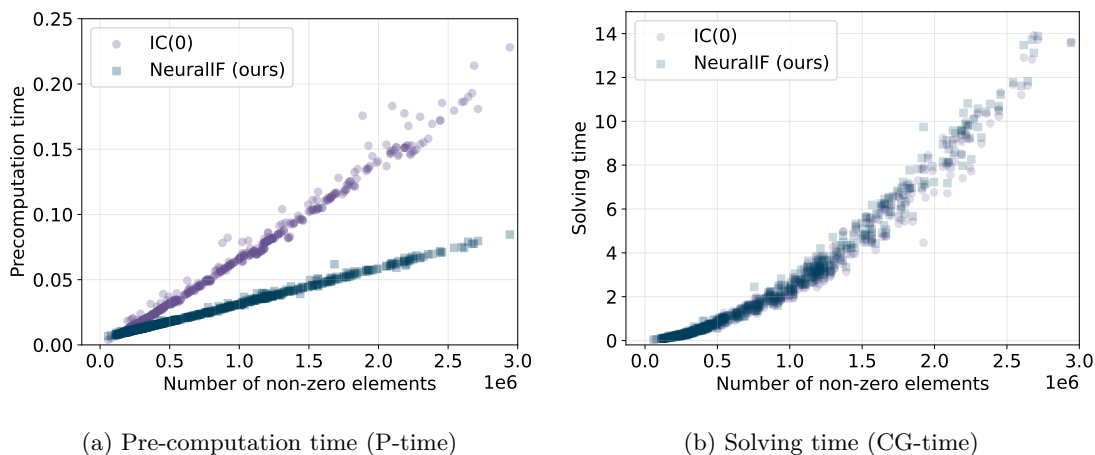 0.25
0.20
0.15
0.10
0.05
0.00
Precomputation time
IC(0)
NeuralIF (ours)
0.0 0.5 1.0 1.5 2.0 2.5 3.0
Number of non-zero elements 1e6
(a) Pre-computation time (P-time)
14
12
10
8
6
4
2
0
Solving time
IC(0)
NeuralIF (ours)
0.0 0.5 1.0 1.5 2.0 2.5 3.0
Number of non-zero elements 1e6
(b) Solving time (CG-time)